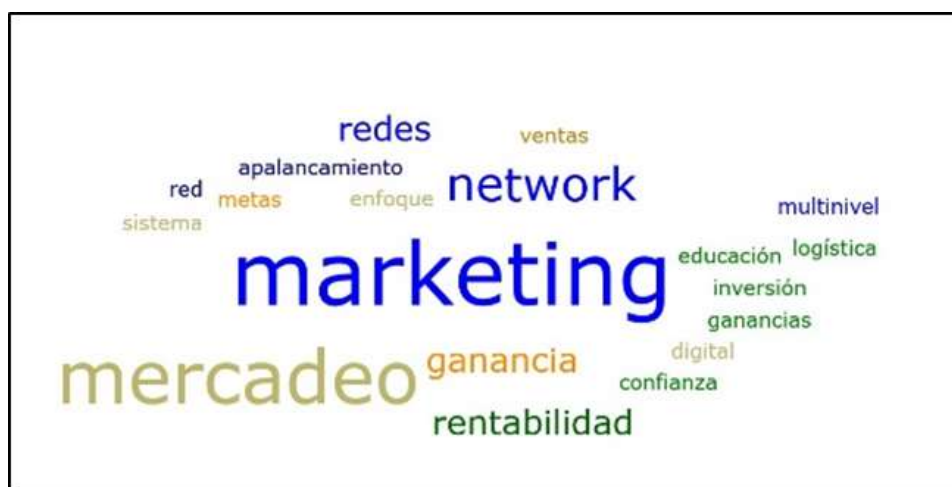 redes
ventas
apalancamiento
network
red
metas
enfoque
multinivel
sistema
marketing
educación
logística
inversión
ganancias
mercadeo
ganancia
digital
confianza
rentabilidad